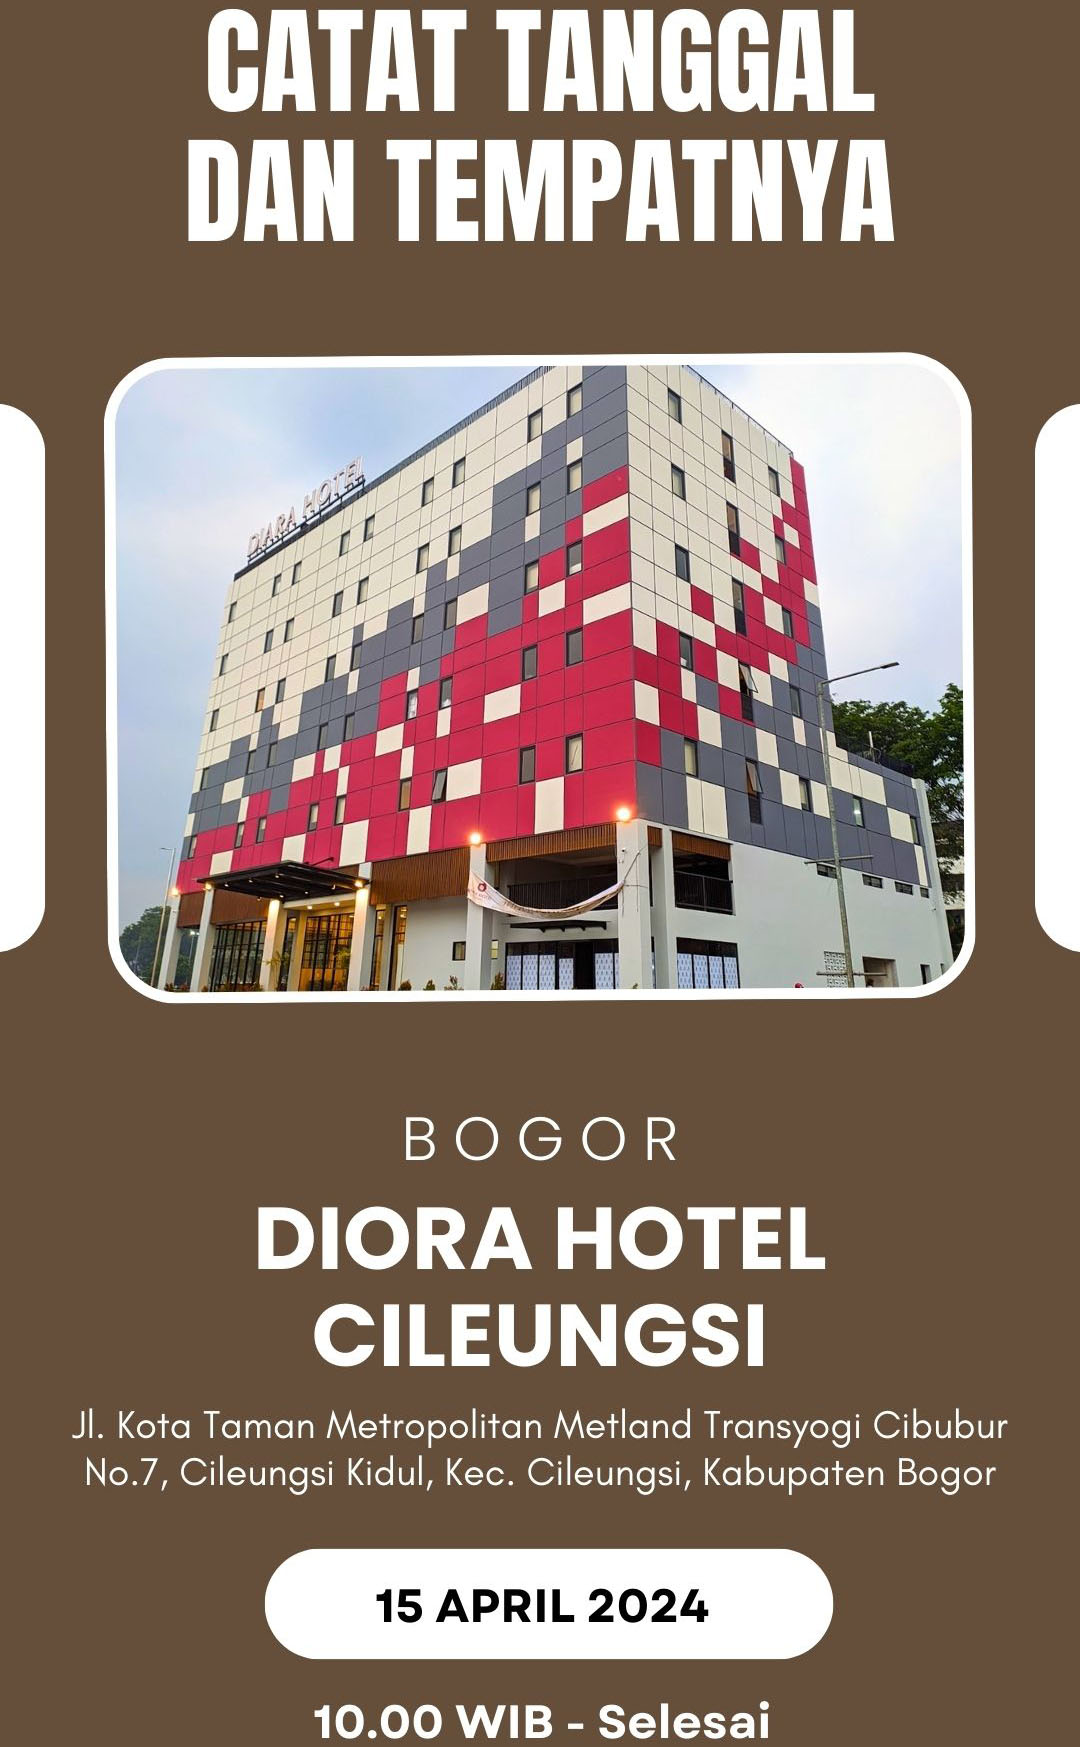 CATAT TANGGAL
DAN TEMPATNYA
DIARA HOTEL
BOGOR
DIORA HOTEL
CILEUNGSI
Jl. Kota Taman Metropolitan Metland Transyogi Cibubur
No.7, Cileungsi Kidul, Kec. Cileungsi, Kabupaten Bogor
15 APRIL 2024
10.00 WIB - Selesai